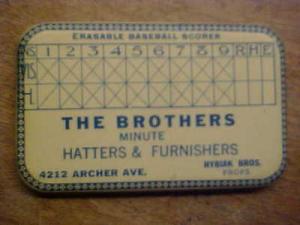 ERASABLE BASEBALL SCORER
1 2 3 4 5 6 7 8 9 R H E
THE BROTHERS
MINUTE
HATTERS & FURNISHERS
HYBIAK BROS.
4212 ARCHER AVE. PROPS.